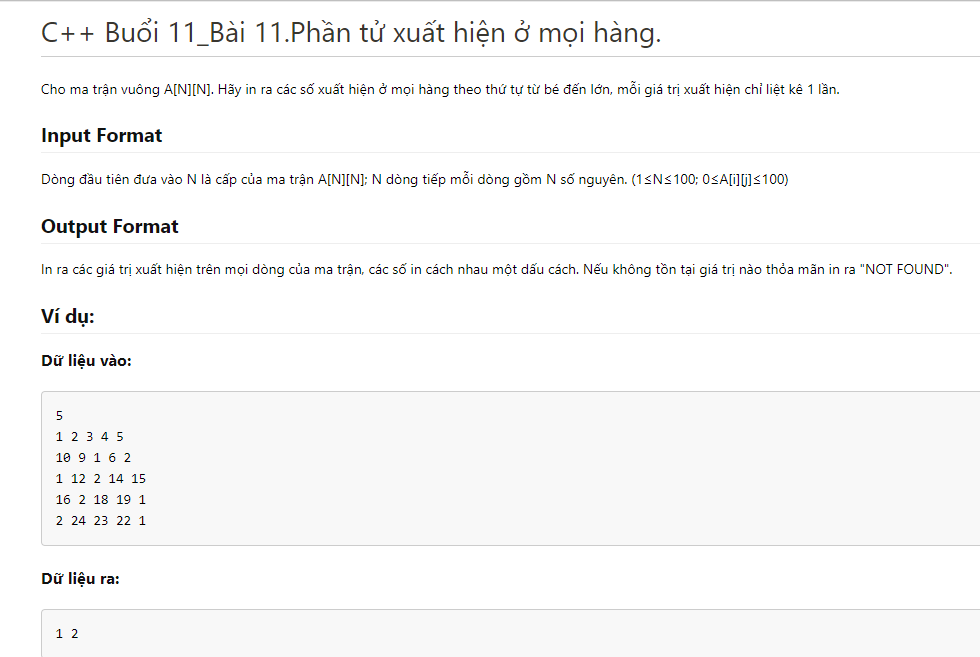 C++ Buổi 11_Bài 11.Phần tử xuất hiện ở mọi hàng.
Cho ma trận vuông A[N][N]. Hãy in ra các số xuất hiện ở mọi hàng theo thứ tự từ bé đến lớn, mỗi giá trị xuất hiện chỉ liệt kê 1 lần.
Input Format
Dòng đầu tiên đưa vào N là cấp của ma trận A[N][N]; N dòng tiếp mỗi dòng gồm N số nguyên. (1≤N≤100; 0≤A[i][j]≤100)
Output Format
In ra các giá trị xuất hiện trên mọi dòng của ma trận, các số in cách nhau một dấu cách. Nếu không tồn tại giá trị nào thỏa mãn in ra "NOT FOUND".
Ví dụ:
Dữ liệu vào:
5
1 2 3 4 5
10 9 1 6 2
1 12 2 14 15
16 2 18 19 1
2 24 23 22 1
Dữ liệu ra:
1 2